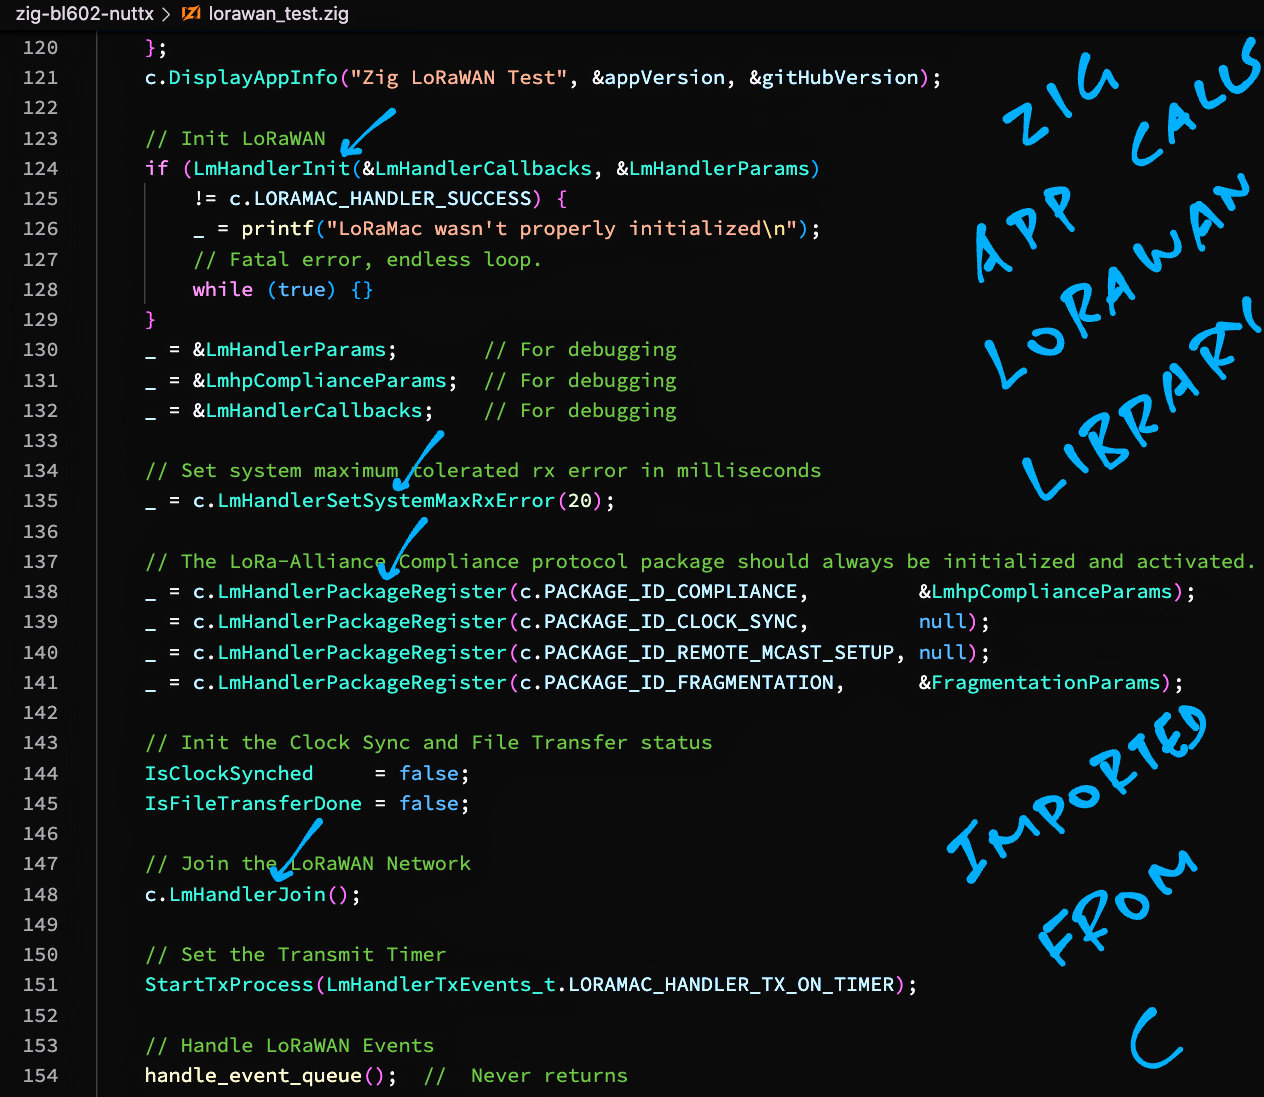 zig-bl602-nuttx > lorawan_test.zig
120 };
121 c.DisplayAppInfo("Zig LoRaWAN Test", &appVersion, &gitHubVersion);
122
123 // Init LoRaWAN
124 if (LmHandlerInit(&LmHandlerCallbacks, &LmHandlerParams)
125 != c.LORAMAC_HANDLER_SUCCESS) {
126 _ = printf("LoRaMac wasn't properly initialized\n");
127 // Fatal error, endless loop.
128 while (true) {}
129 }
130 _ = &LmHandlerParams; // For debugging
131 _ = &LmhpComplianceParams; // For debugging
132 _ = &LmHandlerCallbacks; // For debugging
133
134 // Set system maximum tolerated rx error in milliseconds
135 _ = c.LmHandlerSetSystemMaxRxError(20);
136
137 // The LoRa-Alliance Compliance protocol package should always be initialized and activated.
138 _ = c.LmHandlerPackageRegister(c.PACKAGE_ID_COMPLIANCE, &LmhpComplianceParams);
139 _ = c.LmHandlerPackageRegister(c.PACKAGE_ID_CLOCK_SYNC, null);
140 _ = c.LmHandlerPackageRegister(c.PACKAGE_ID_REMOTE_MCAST_SETUP, null);
141 _ = c.LmHandlerPackageRegister(c.PACKAGE_ID_FRAGMENTATION, &FragmentationParams);
142
143 // Init the Clock Sync and File Transfer status
144 IsClockSynched = false;
145 IsFileTransferDone = false;
146
147 // Join the LoRaWAN Network
148 c.LmHandlerJoin();
149
150 // Set the Transmit Timer
151 StartTxProcess(LmHandlerTxEvents_t.LORAMAC_HANDLER_TX_ON_TIMER);
152
153 // Handle LoRaWAN Events
154 handle_event_queue(); // Never returns
ZIG
APP CALLS
LORAWAN
LIBRARY
IMPORTED
FROM
C